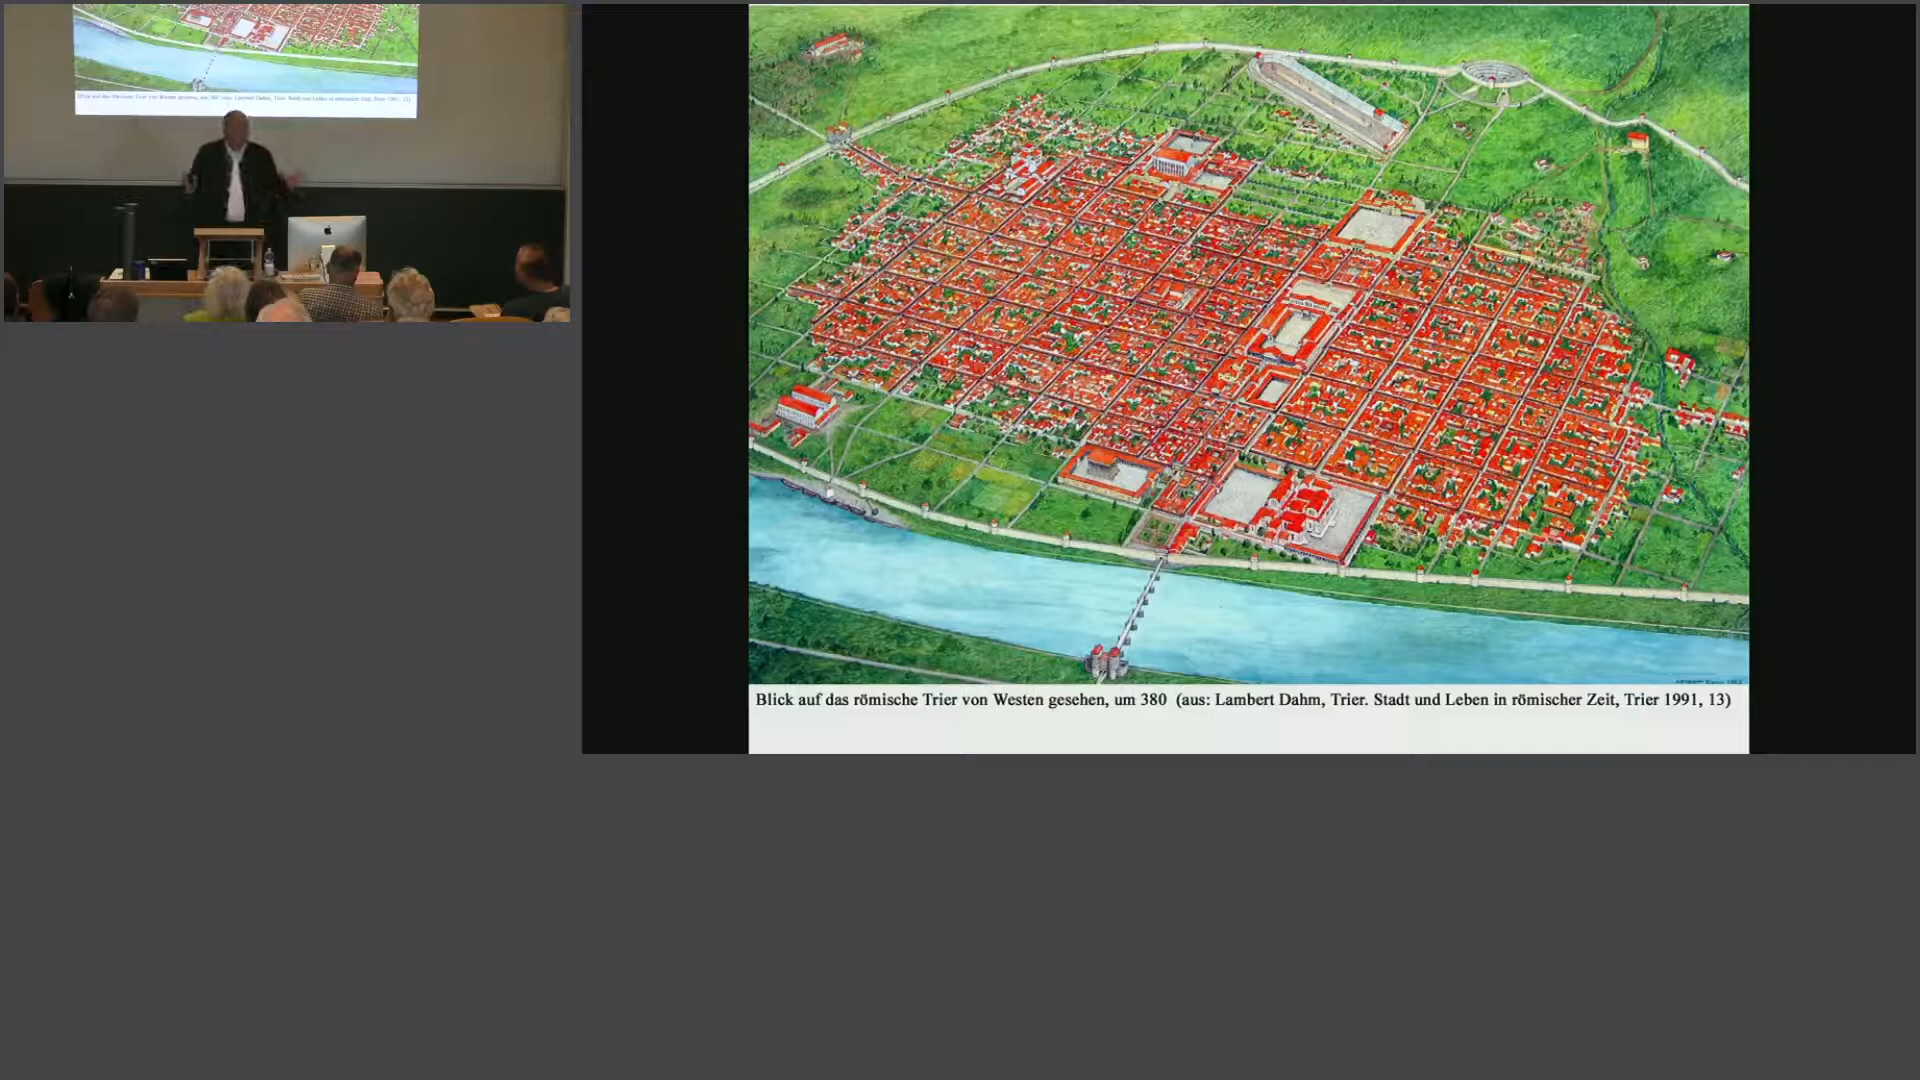 Blick auf das römische Trier von Westen gesehen, um 380 (aus: Lambert Dahm, Trier. Stadt und Leben in römischer Zeit, Trier 1991, 13)